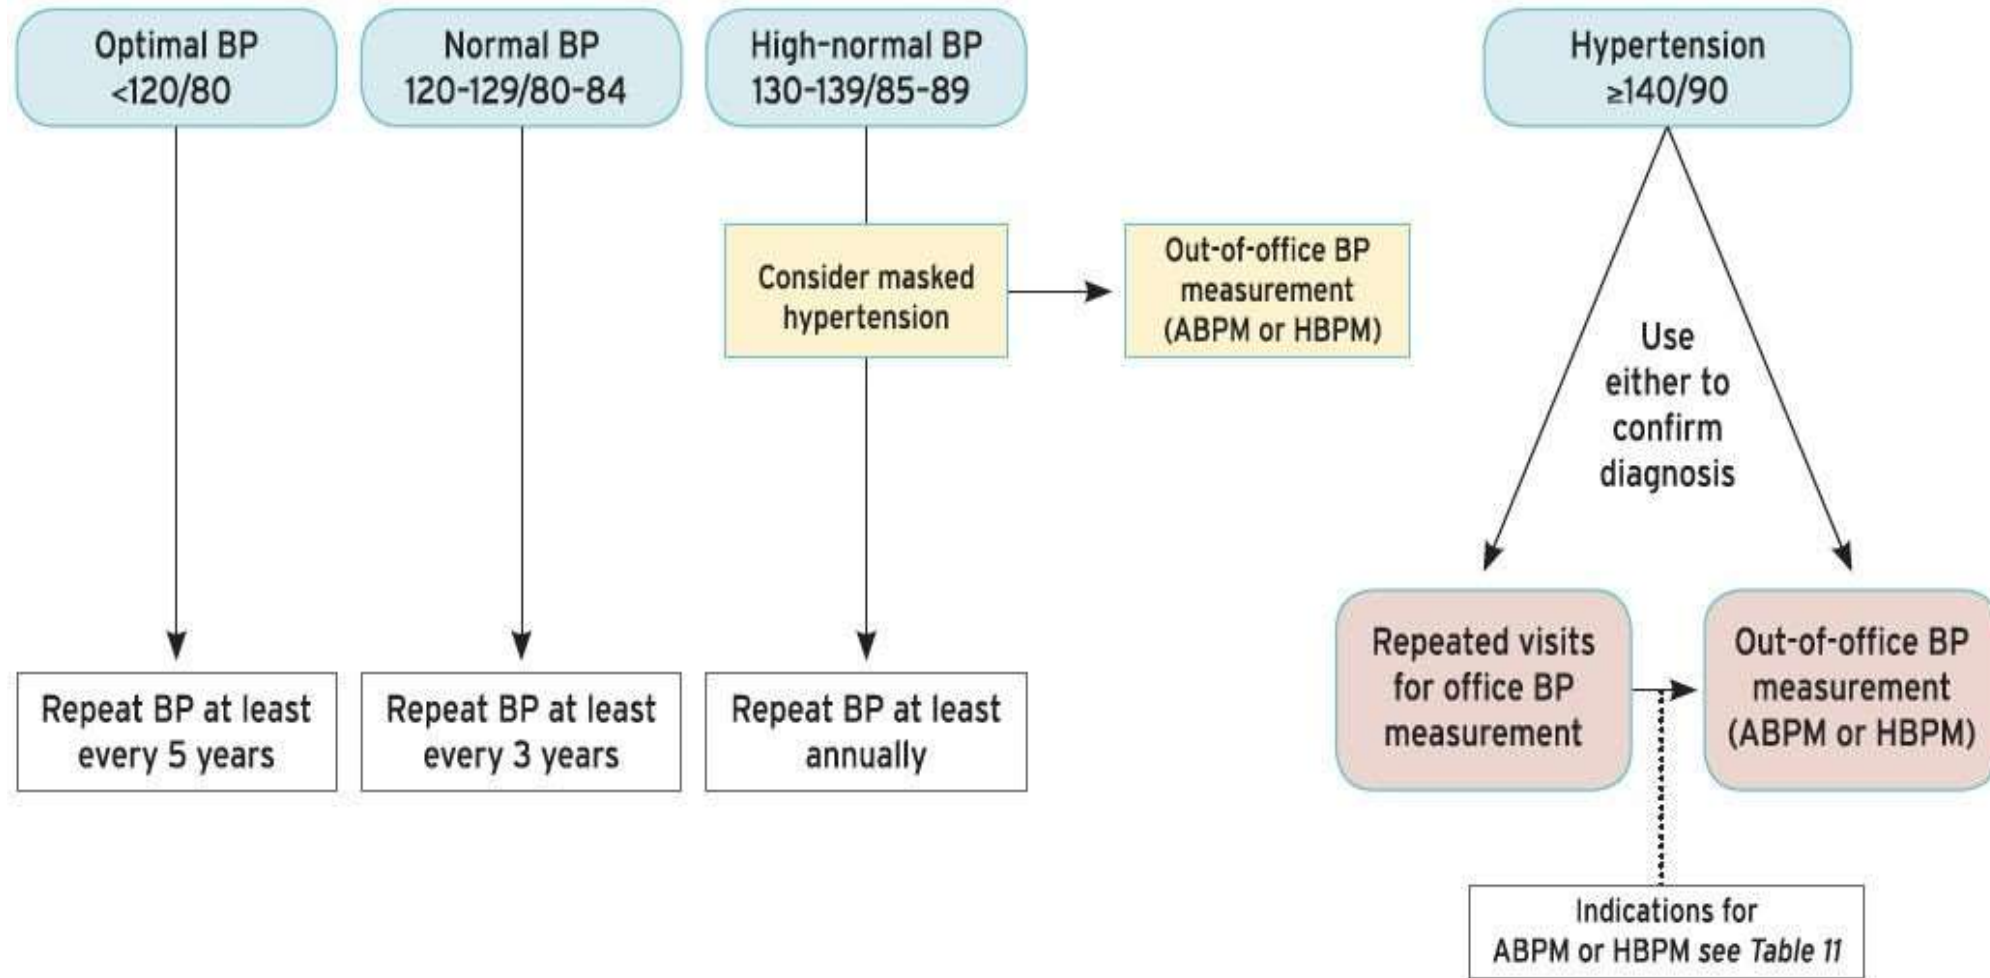 Optimal BP
<120/80
Normal BP
120-129/80-84
High-normal BP
130-139/85-89
Hypertension
≥140/90
Consider masked
hypertension
Out-of-office BP
measurement
(ABPM or HBPM)
Use
either to
confirm
diagnosis
Repeat BP at least
every 5 years
Repeat BP at least
every 3 years
Repeat BP at least
annually
Repeated visits
for office BP
measurement
Out-of-office BP
measurement
(ABPM or HBPM)
Indications for
ABPM or HBPM see Table 11